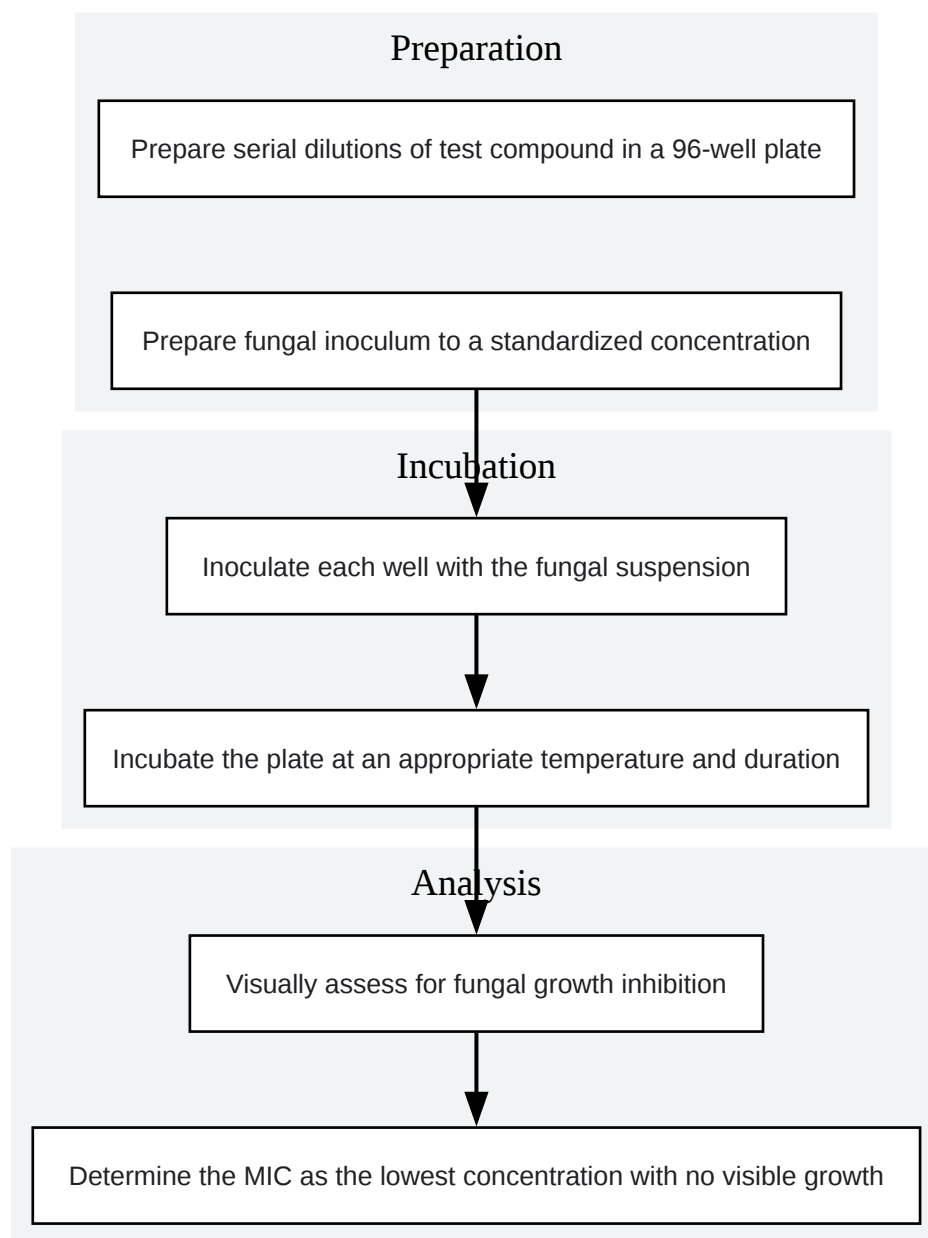 Preparation
Prepare serial dilutions of test compound in a 96-well plate
Prepare fungal inoculum to a standardized concentration
Incubation
Inoculate each well with the fungal suspension
Incubate the plate at an appropriate temperature and duration
Analysis
Visually assess for fungal growth inhibition
Determine the MIC as the lowest concentration with no visible growth